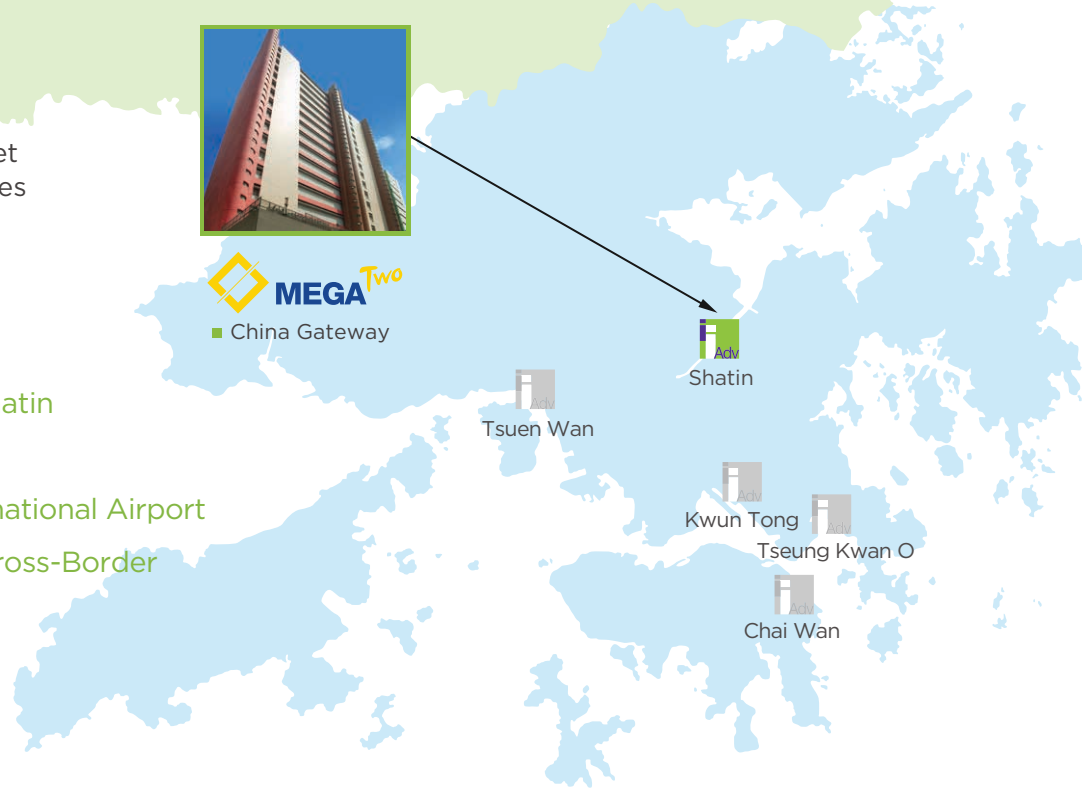 et
es
MEGA Two
China Gateway
atin
national Airport
ross-Border
Adv
Shatin
Adv
Tsuen Wan
Adv
Kwun Tong
Adv
Tseung Kwan O
Adv
Chai Wan